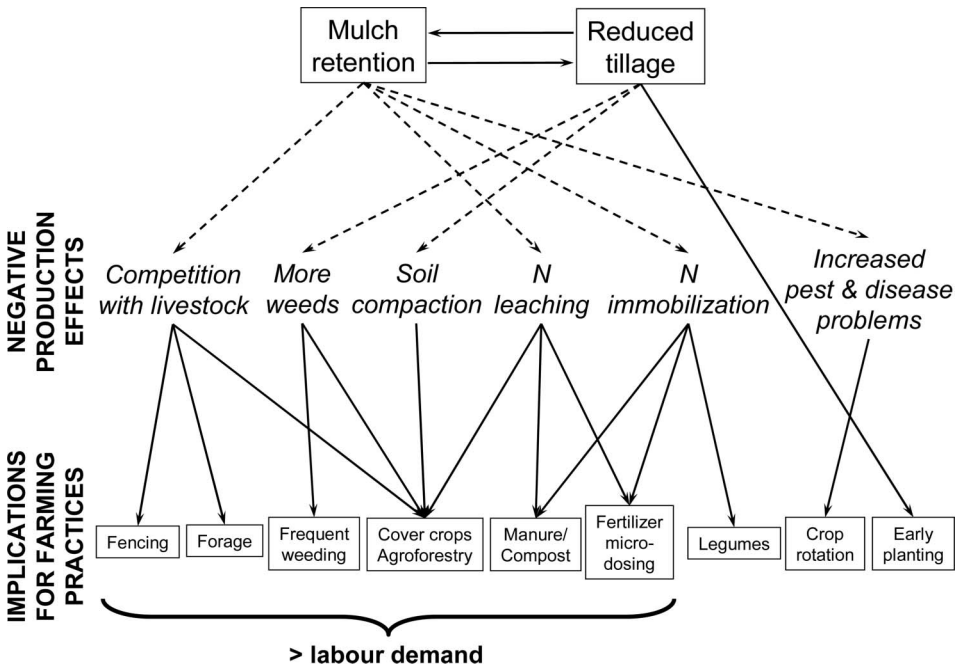 Mulch
retention
Reduced
tillage
NEGATIVE
PRODUCTION
EFFECTS
Competition
with livestock
More
weeds
Soil
compaction
N
leaching
N
immobilization
Increased
pest & disease
problems
IMPLICATIONS
FOR FARMING
PRACTICES
Fencing
Forage
Frequent
weeding
Cover crops
Agroforestry
Manure/
Compost
Fertilizer
micro-
dosing
Legumes
Crop
rotation
Early
planting
> labour demand